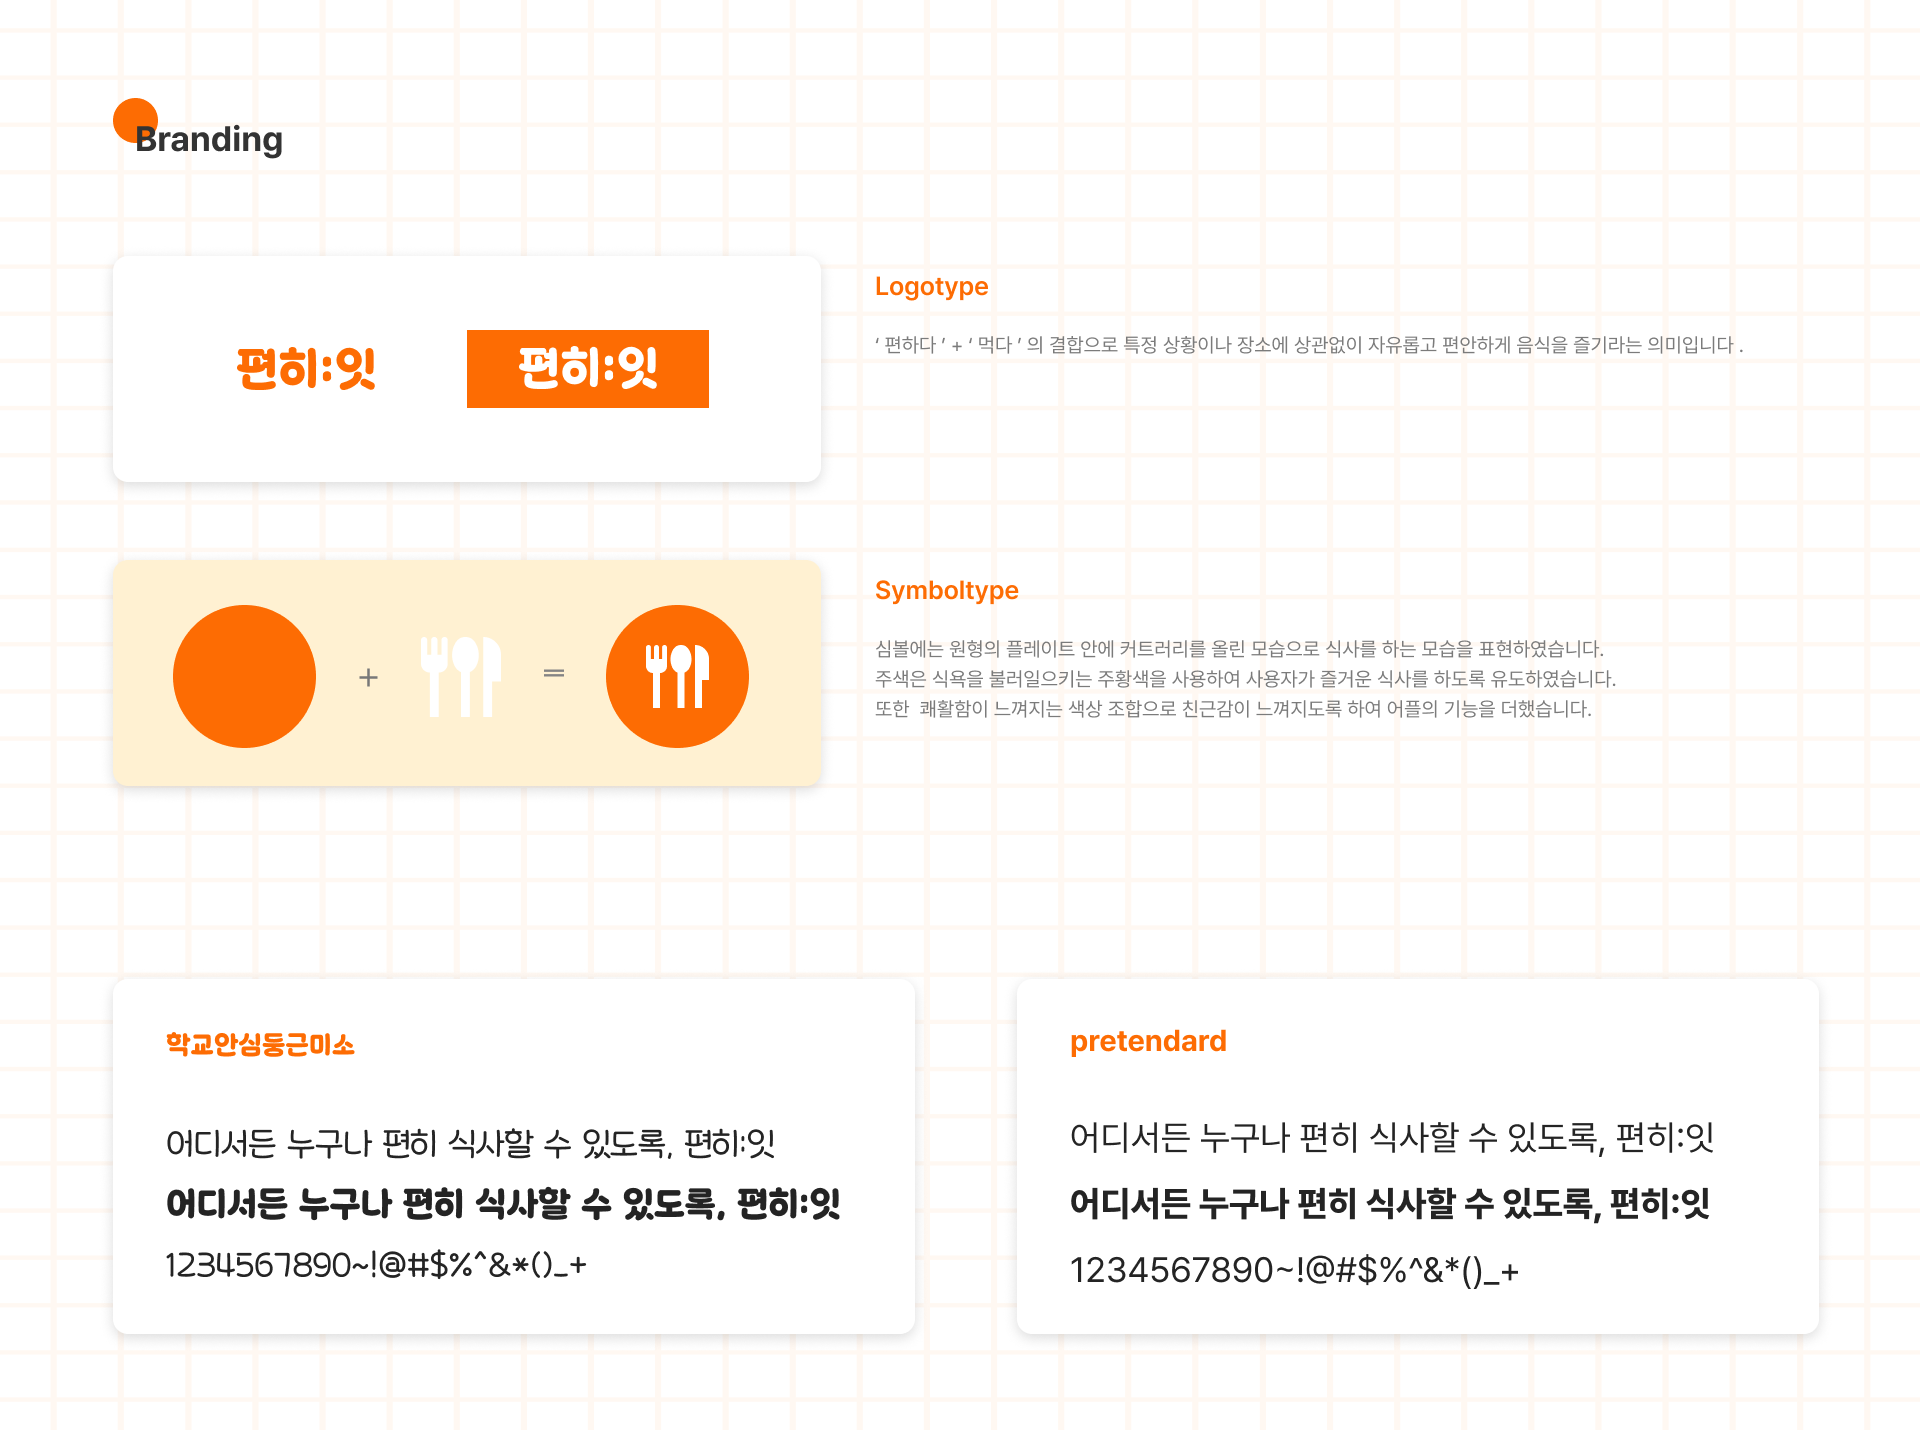 Branding
편히:잇
편히:잇
Logotype
‘ 편하다 ’ + ‘ 먹다 ’ 의 결합으로 특정 상황이나 장소에 상관없이 자유롭고 편안하게 음식을 즐기라는 의미입니다 .
+
=
Symboltype
심볼에는 원형의 플레이트 안에 커트러리를 올린 모습으로 식사를 하는 모습을 표현하였습니다.
주색은 식욕을 불러일으키는 주황색을 사용하여 사용자가 즐거운 식사를 하도록 유도하였습니다.
또한  쾌활함이 느껴지는 색상 조합으로 친근감이 느껴지도록 하여 어플의 기능을 더했습니다.
학교안심둥근미소
어디서든 누구나 편히 식사할 수 있도록, 편히:잇
어디서든 누구나 편히 식사할 수 있도록, 편히:잇
1234567890~!@#$%^&*()_+
pretendard
어디서든 누구나 편히 식사할 수 있도록, 편히:잇
어디서든 누구나 편히 식사할 수 있도록, 편히:잇
1234567890~!@#$%^&*()_+